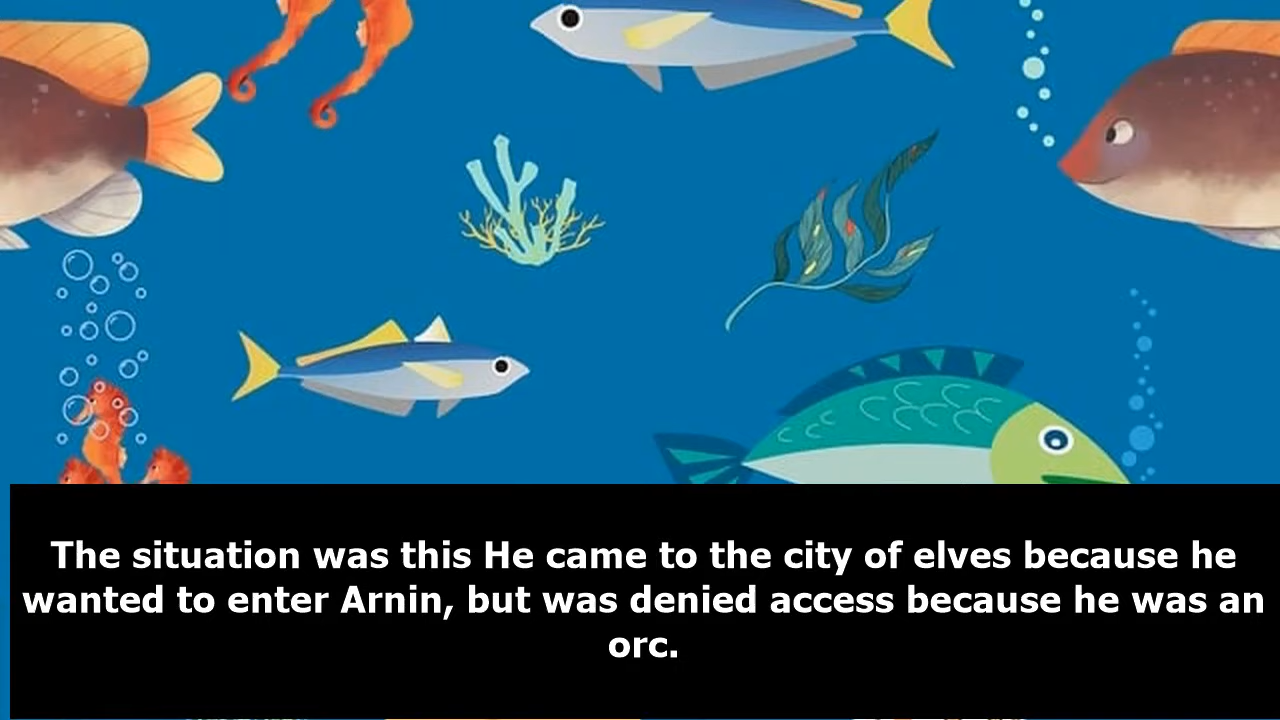 The situation was this He came to the city of elves because he
wanted to enter Arnin, but was denied access because he was an
orc.